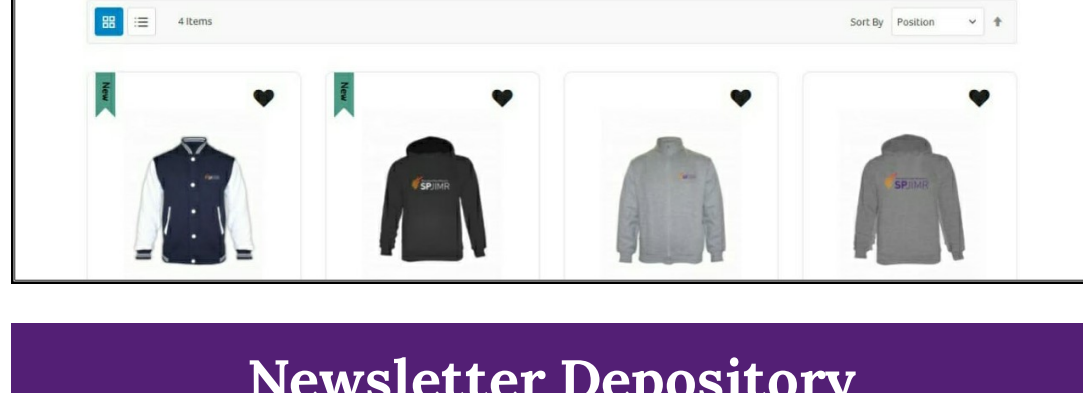 4 Items
Sort By Position
New
New
SPJIMR
SPJIMR
Newsletter Depository